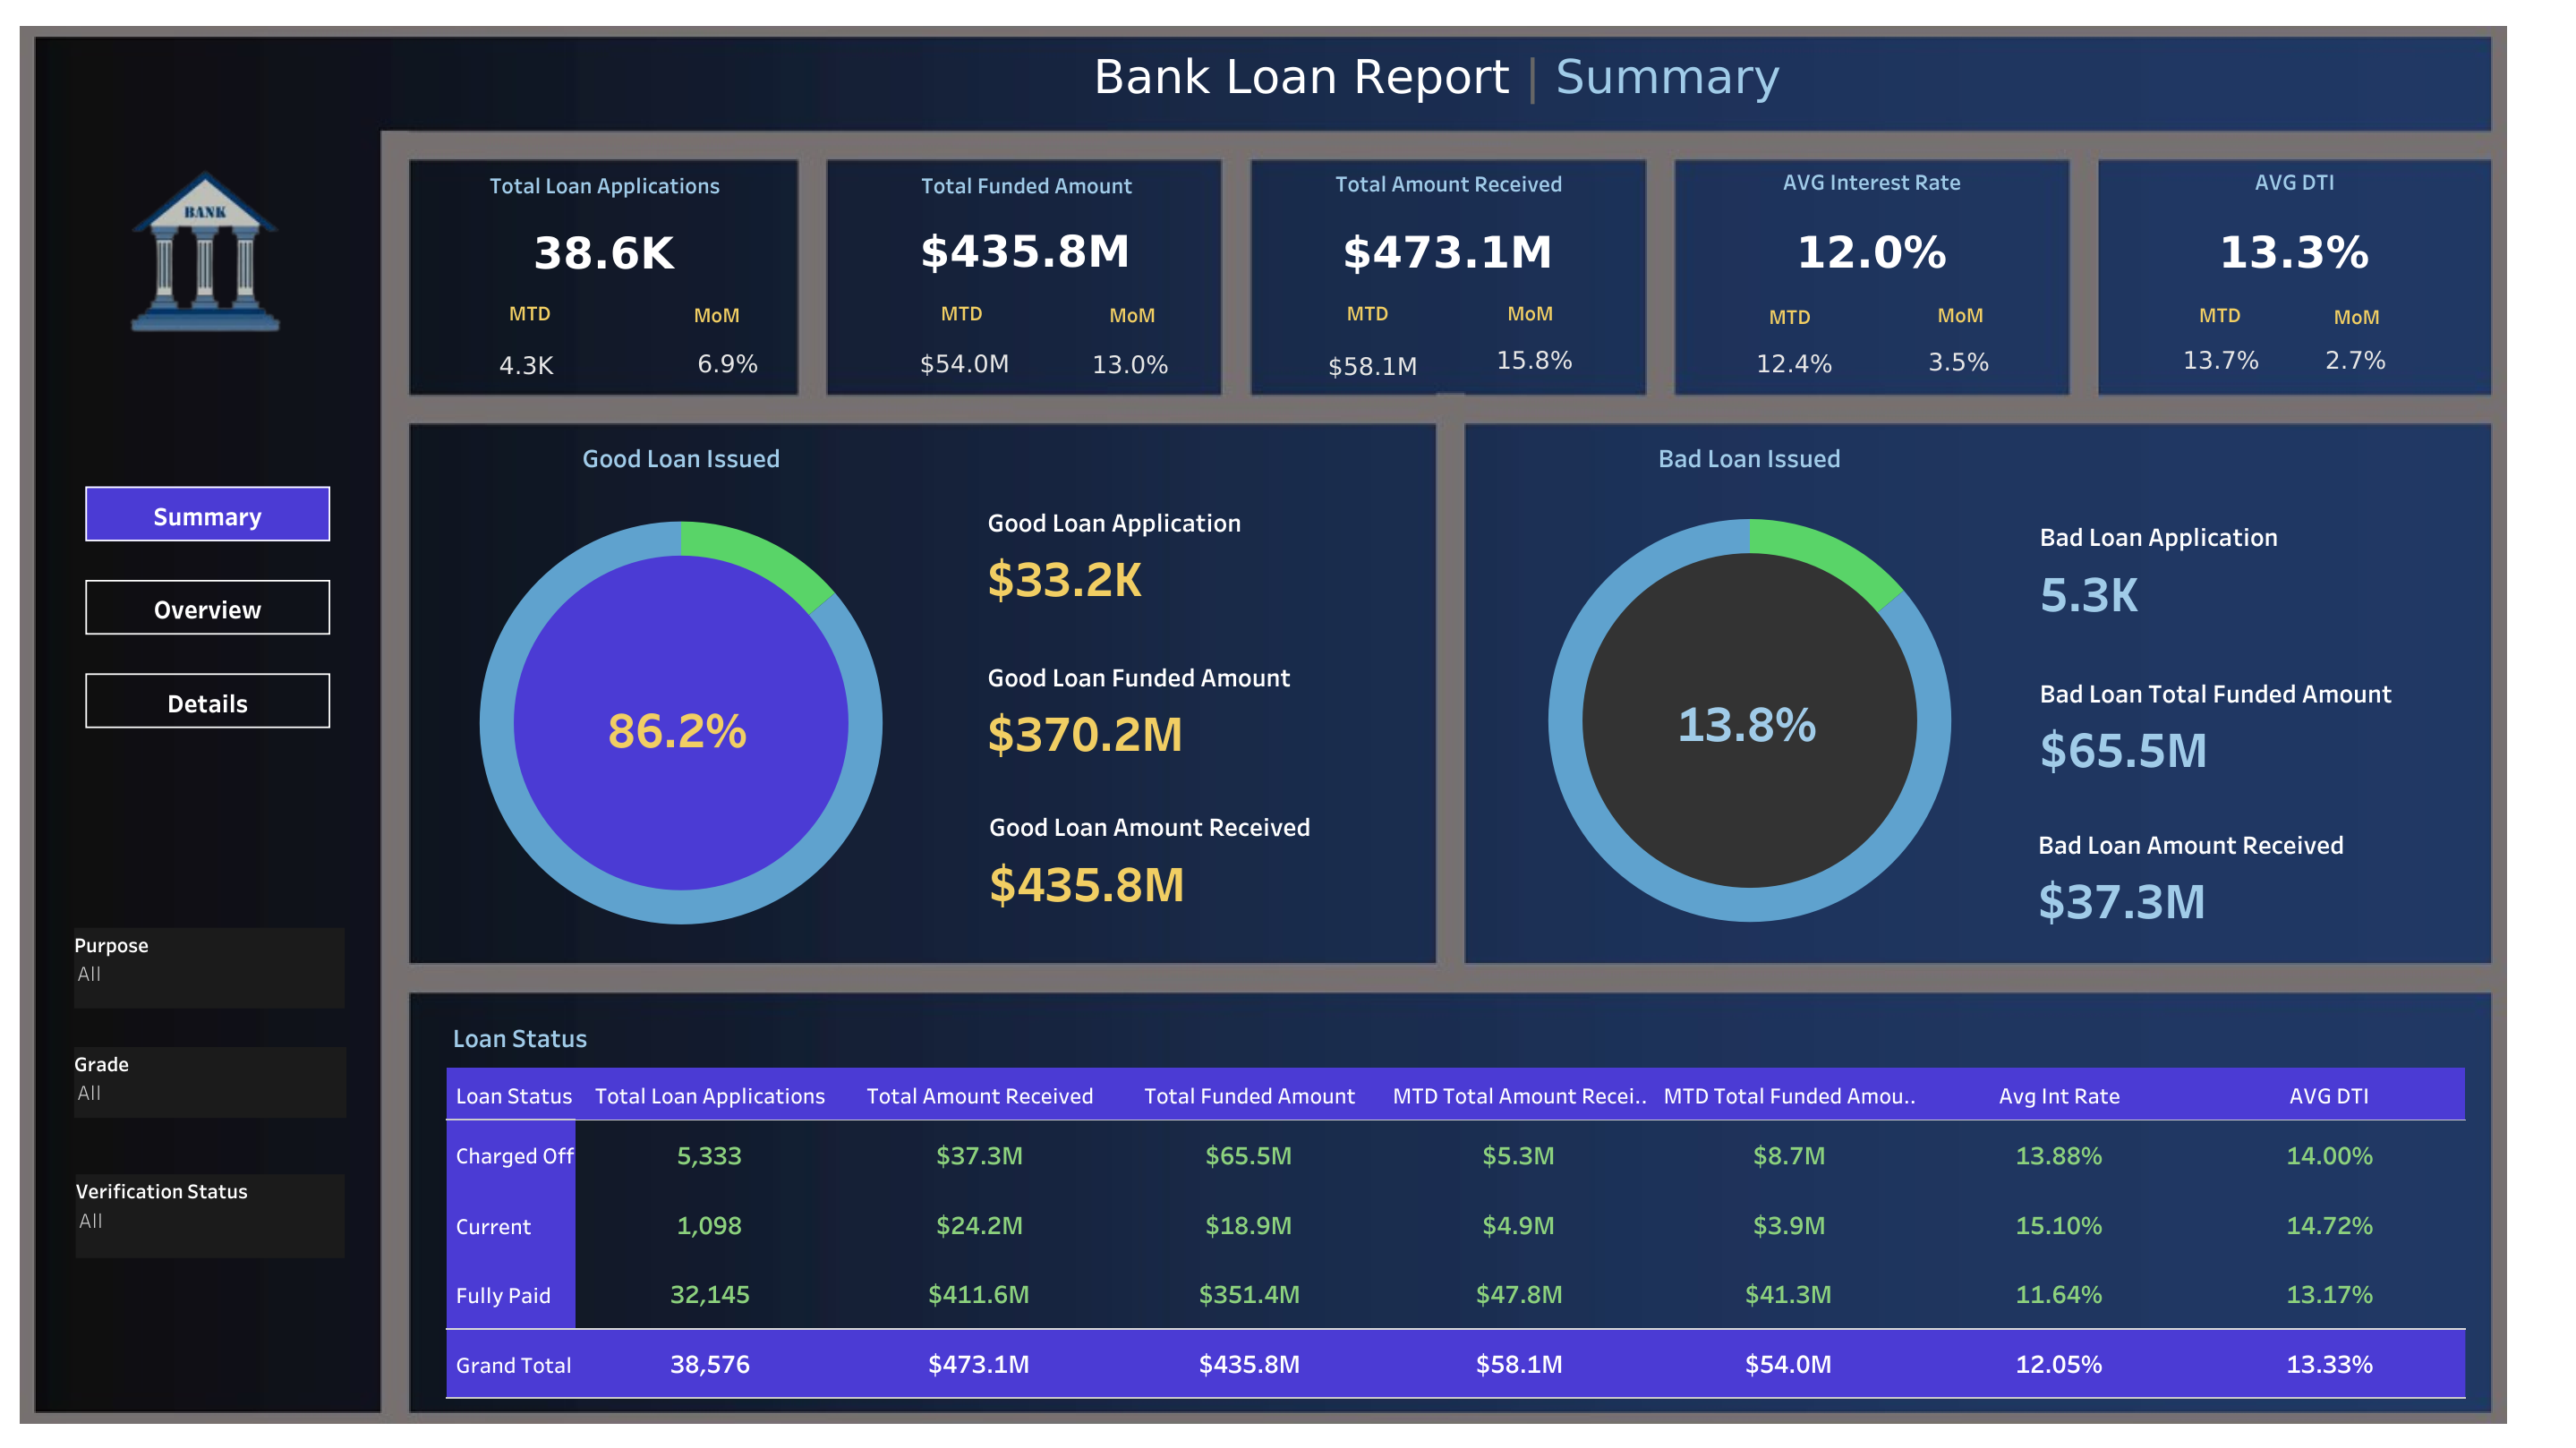 Bank Loan Report | Summary
BANK
Summary
Overview
Details
Purpose
All
Grade
All
Verification Status
All
Total Loan Applications
38.6K
MTD MoM
4.3K 6.9%
Total Funded Amount
$435.8M
MTD MoM
$54.0M 13.0%
Total Amount Received
$473.1M
MTD MoM
$58.1M 15.8%
AVG Interest Rate
12.0%
MTD MoM
12.4% 3.5%
AVG DTI
13.3%
MTD MoM
13.7% 2.7%
Good Loan Issued
86.2%
Good Loan Application
$33.2K
Good Loan Funded Amount
$370.2M
Good Loan Amount Received
$435.8M
Bad Loan Issued
13.8%
Bad Loan Application
5.3K
Bad Loan Total Funded Amount
$65.5M
Bad Loan Amount Received
$37.3M
Loan Status
Loan Status Total Loan Applications Total Amount Received Total Funded Amount MTD Total Amount Recei.. MTD Total Funded Amou.. Avg Int Rate AVG DTI
Charged Off 5,333 $37.3M $65.5M $5.3M $8.7M 13.88% 14.00%
Current 1,098 $24.2M $18.9M $4.9M $3.9M 15.10% 14.72%
Fully Paid 32,145 $411.6M $351.4M $47.8M $41.3M 11.64% 13.17%
Grand Total 38,576 $473.1M $435.8M $58.1M $54.0M 12.05% 13.33%